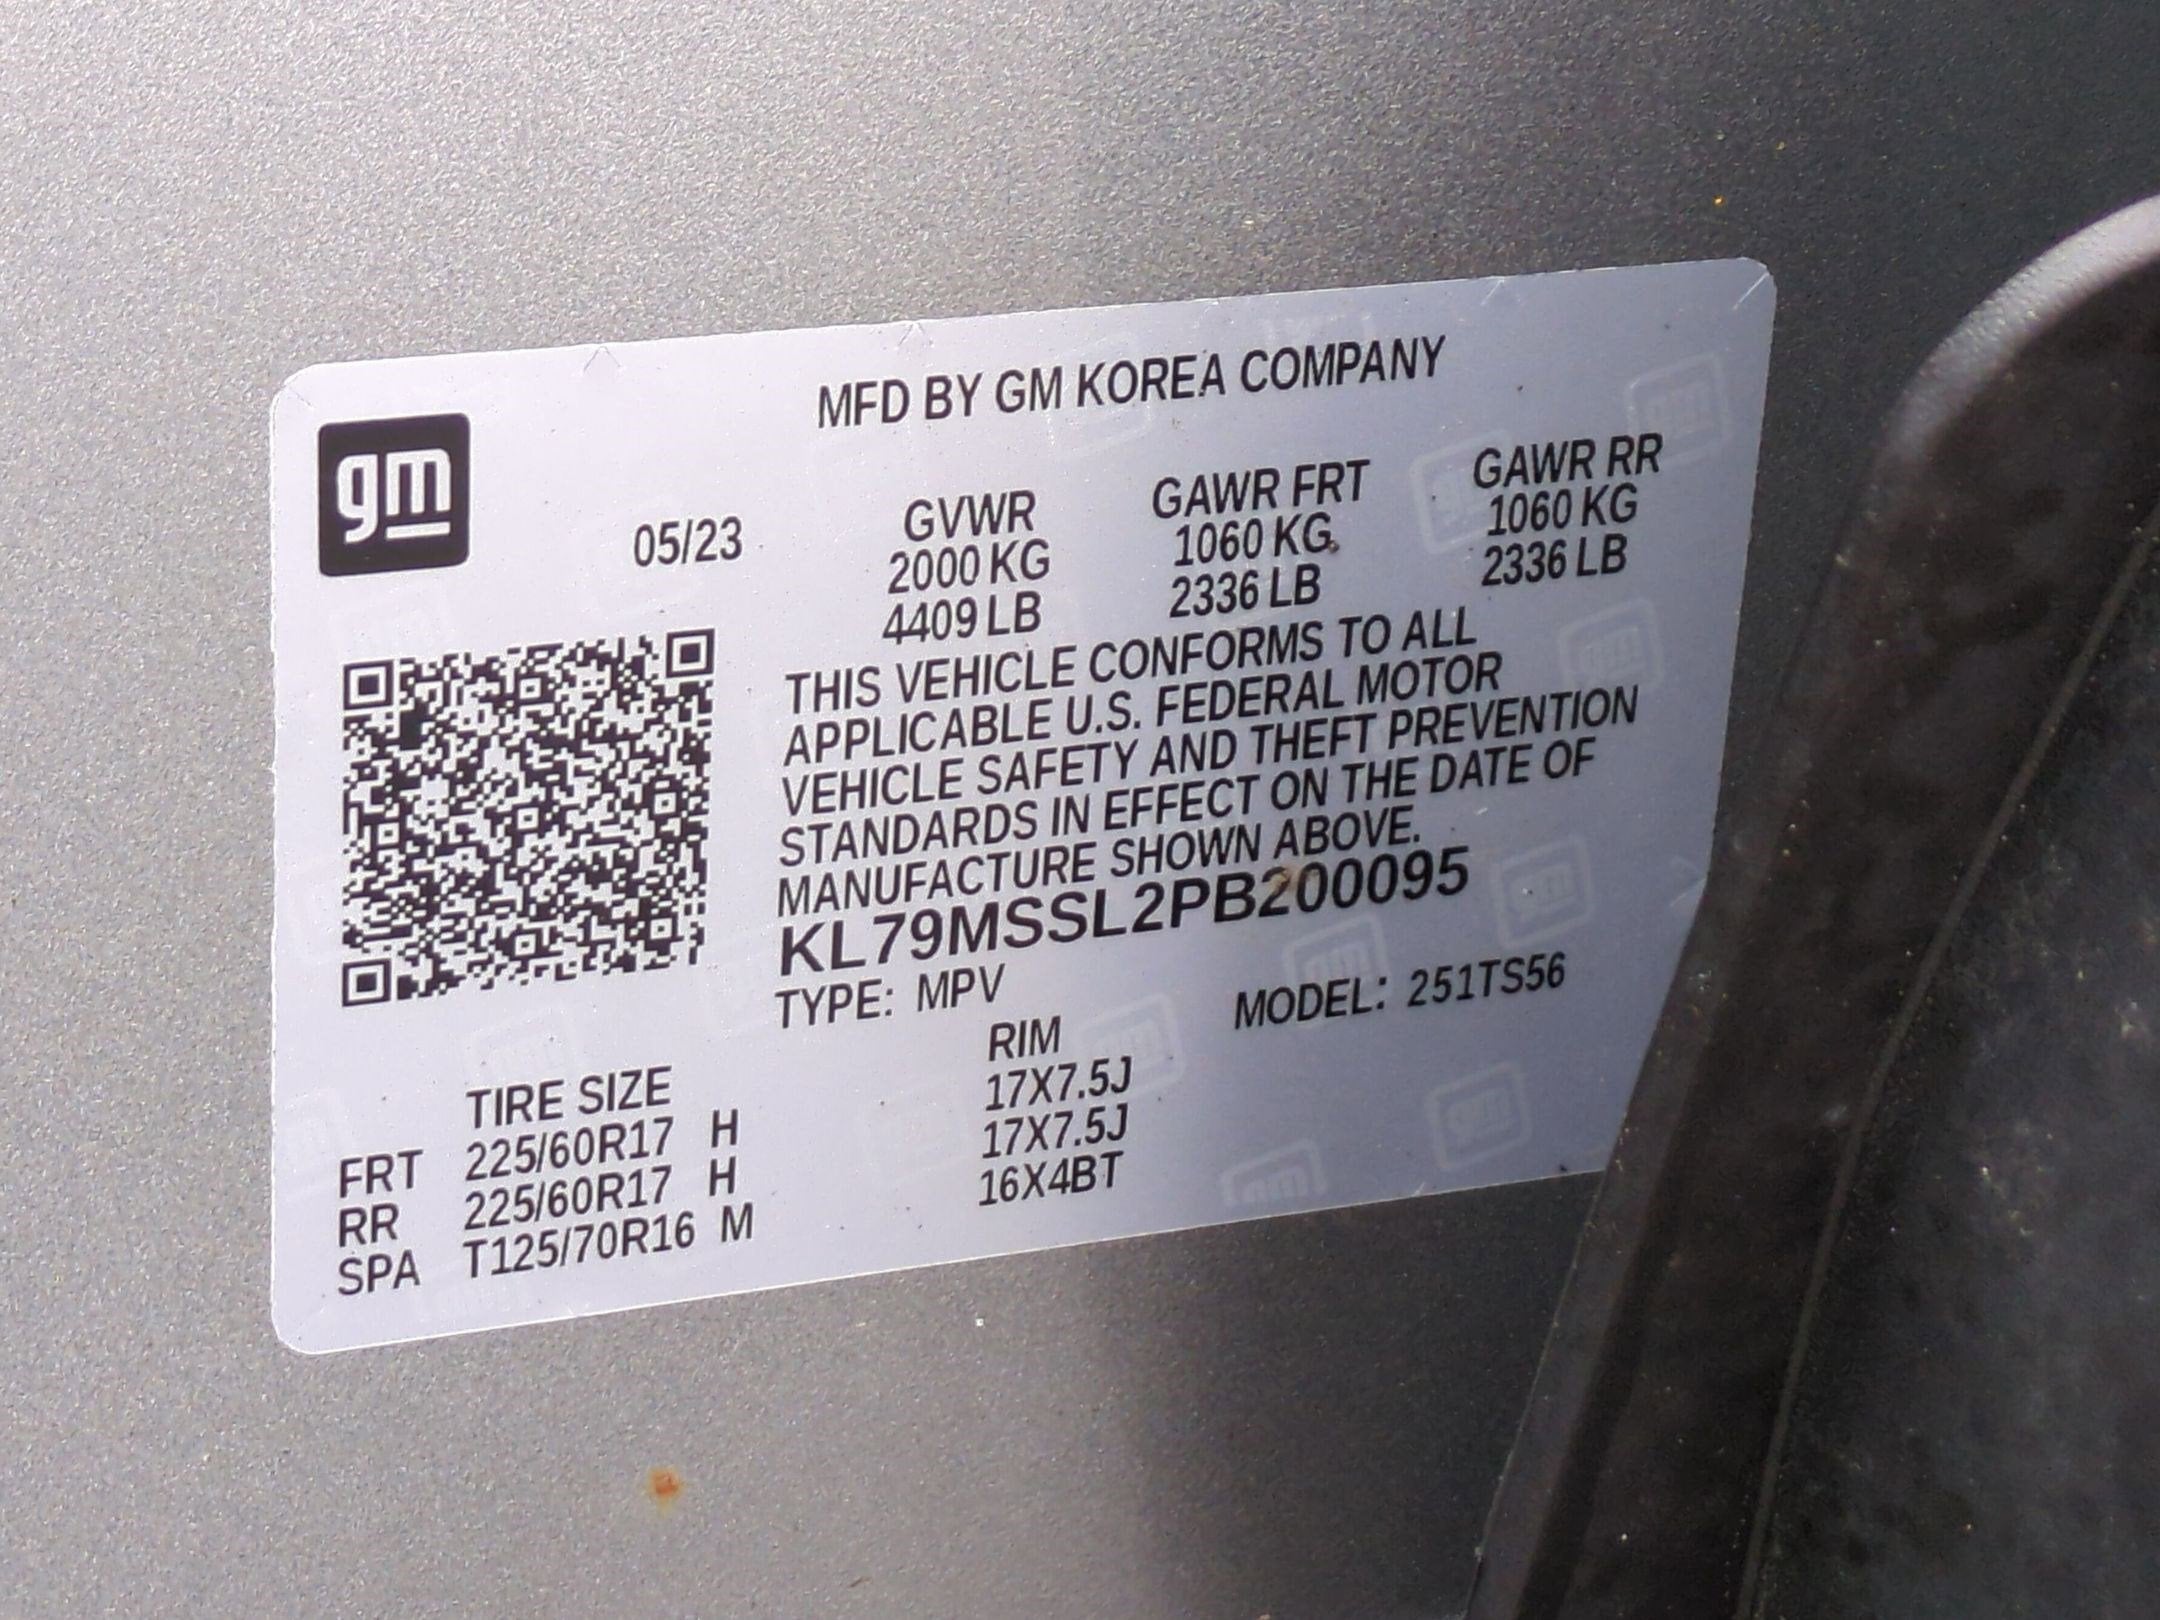 gm
MFD BY GM KOREA COMPANY
05/23 GVWR GAWR FRT GAWR RR
2000 KG 1060 KG 1060 KG
4409 LB 2336 LB 2336 LB
THIS VEHICLE CONFORMS TO ALL
APPLICABLE U.S. FEDERAL MOTOR
VEHICLE SAFETY AND THEFT PREVENTION
STANDARDS IN EFFECT ON THE DATE OF
MANUFACTURE SHOWN ABOVE.
KL79MSSL2PB200095
TYPE: MPV MODEL: 251TS56
TIRE SIZE RIM
FRT 225/60R17 H 17X7.5J
RR 225/60R17 H 17X7.5J
SPA T125/70R16 M 16X4BT